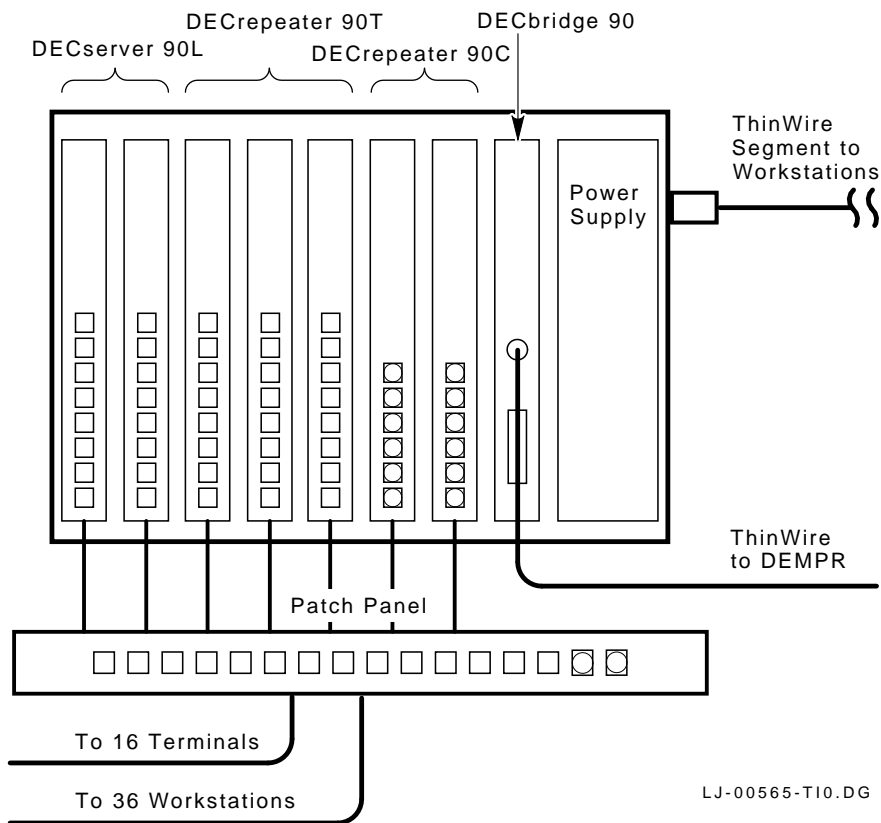 DECrepeater 90T
DECbridge 90
DECserver 90L
DECrepeater 90C
ThinWire
Segment to
Workstations
Power
Supply
ThinWire
to DEMPR
Patch Panel
To 16 Terminals
To 36 Workstations
LJ-00565-TI0.DG